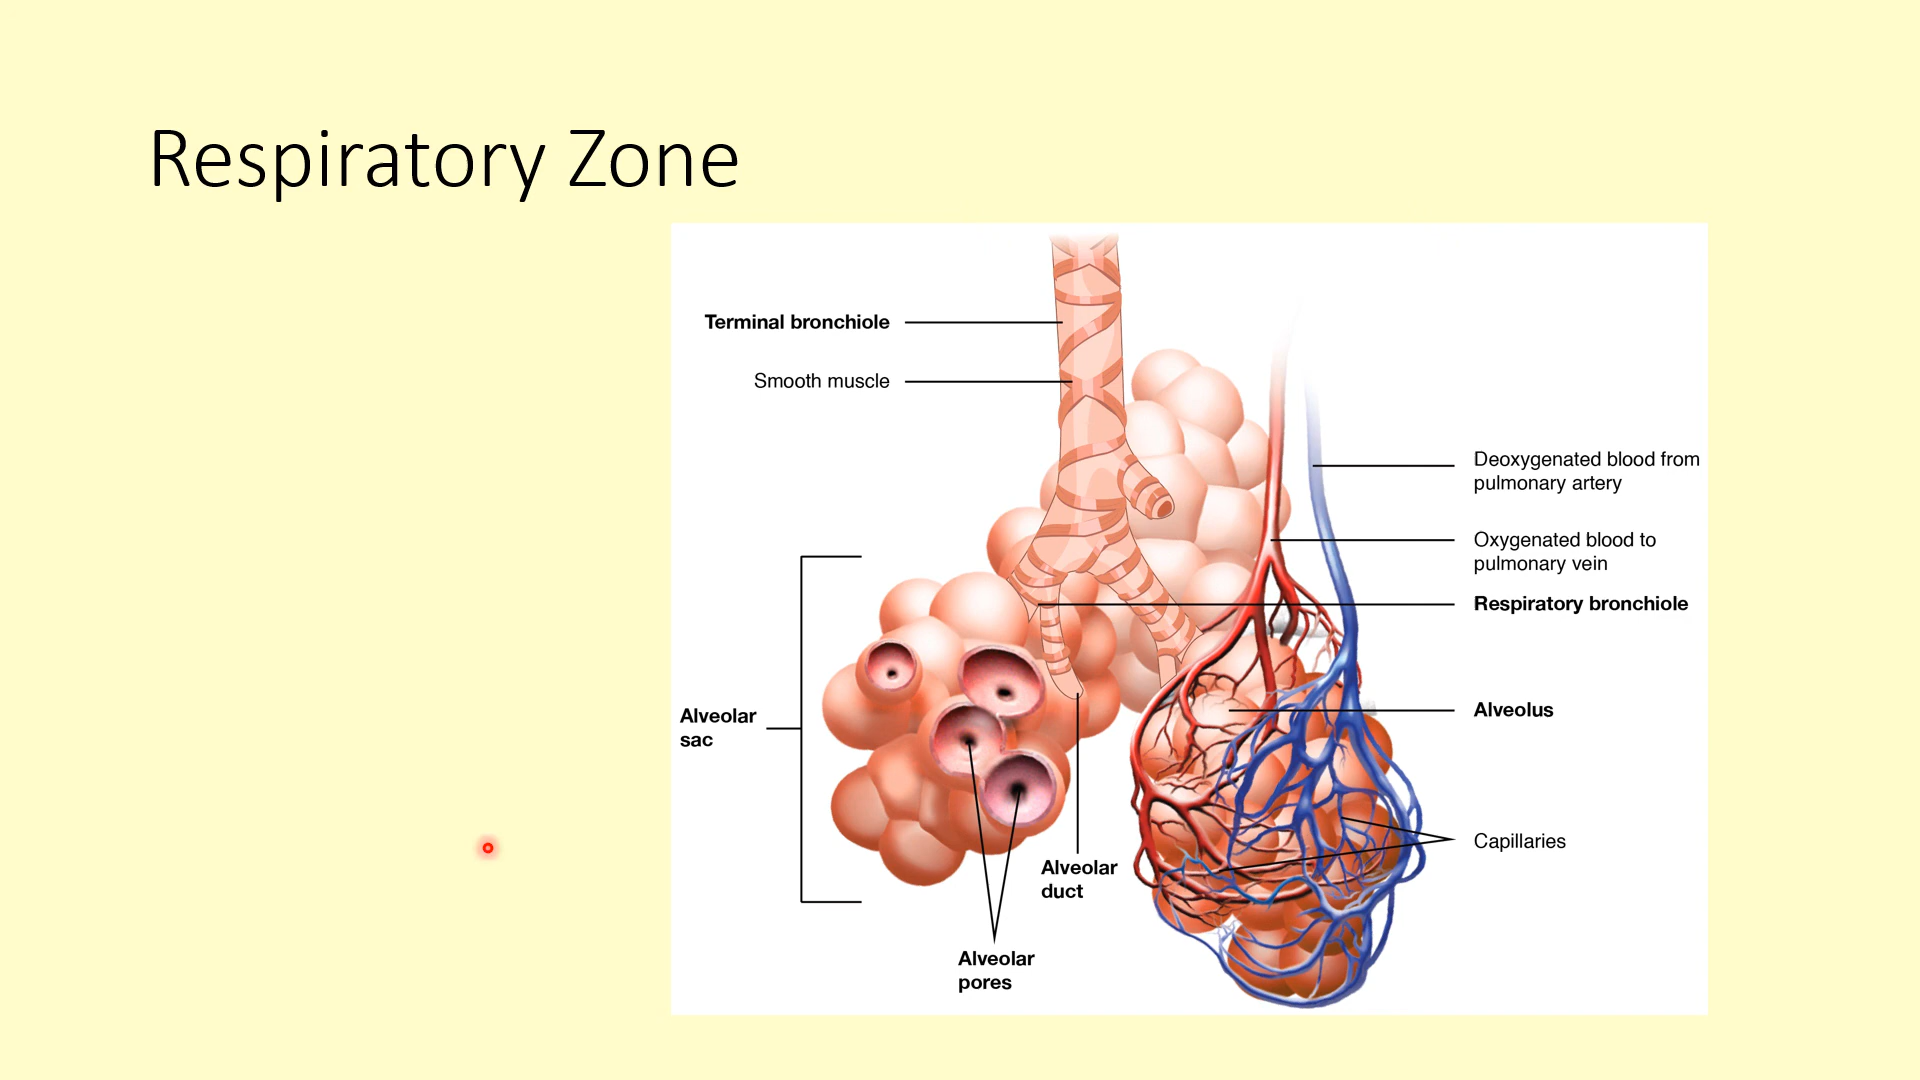 Respiratory Zone
Terminal bronchiole
Smooth muscle
Deoxygenated blood from
pulmonary artery
Oxygenated blood to
pulmonary vein
Respiratory bronchiole
Alveolar
sac
Alveolus
Capillaries
Alveolar
duct
Alveolar
pores